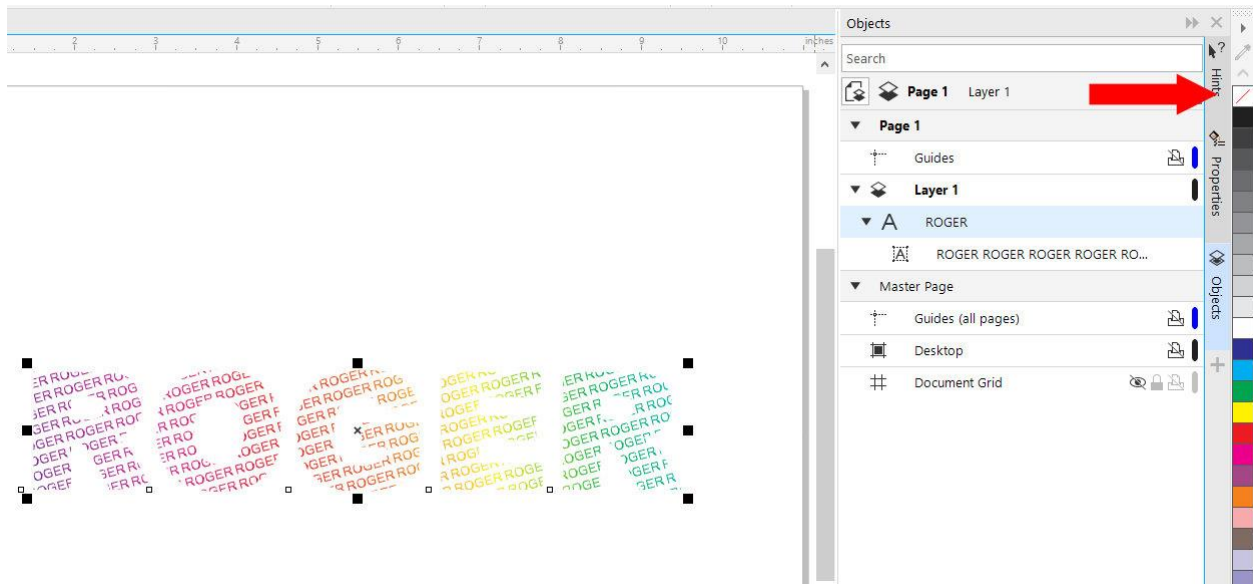 Objects
2 3 4 5 6 7 8 9 10 inches
Search
Hints
Page 1 Layer 1
Page 1
Guides
Properties
Layer 1
A ROGER
A ROGER ROGER ROGER ROGER RO...
Master Page
Objects
Guides (all pages)
Desktop
Document Grid
ROGER